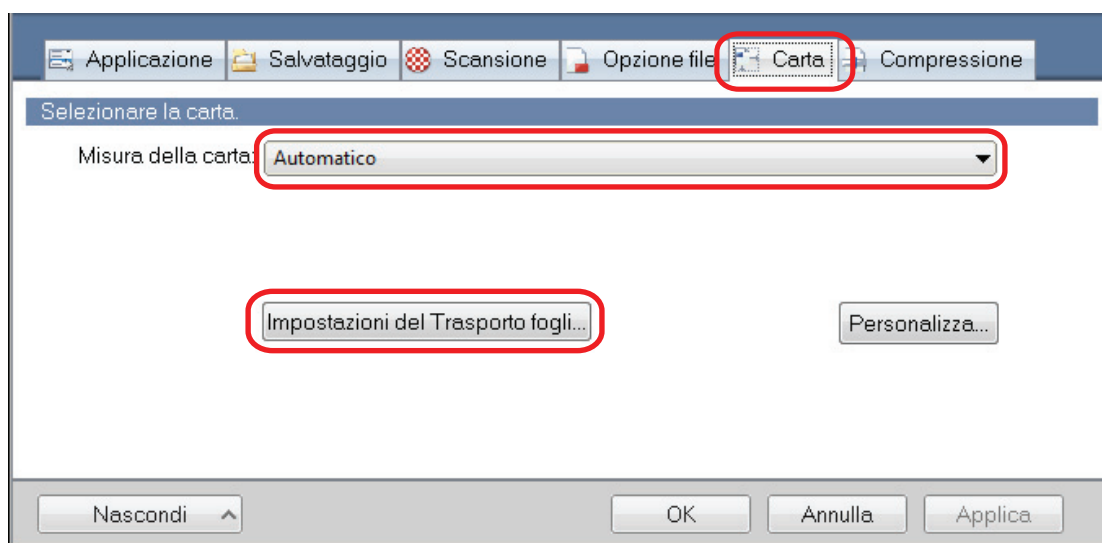 Applicazione Salvataggio Scansione Opzione file Carta Compressione
Selezionare la carta.
Misura della carta: Automatico
Impostazioni del Trasporto fogli... Personalizza...
Nascondi OK Annulla Applica